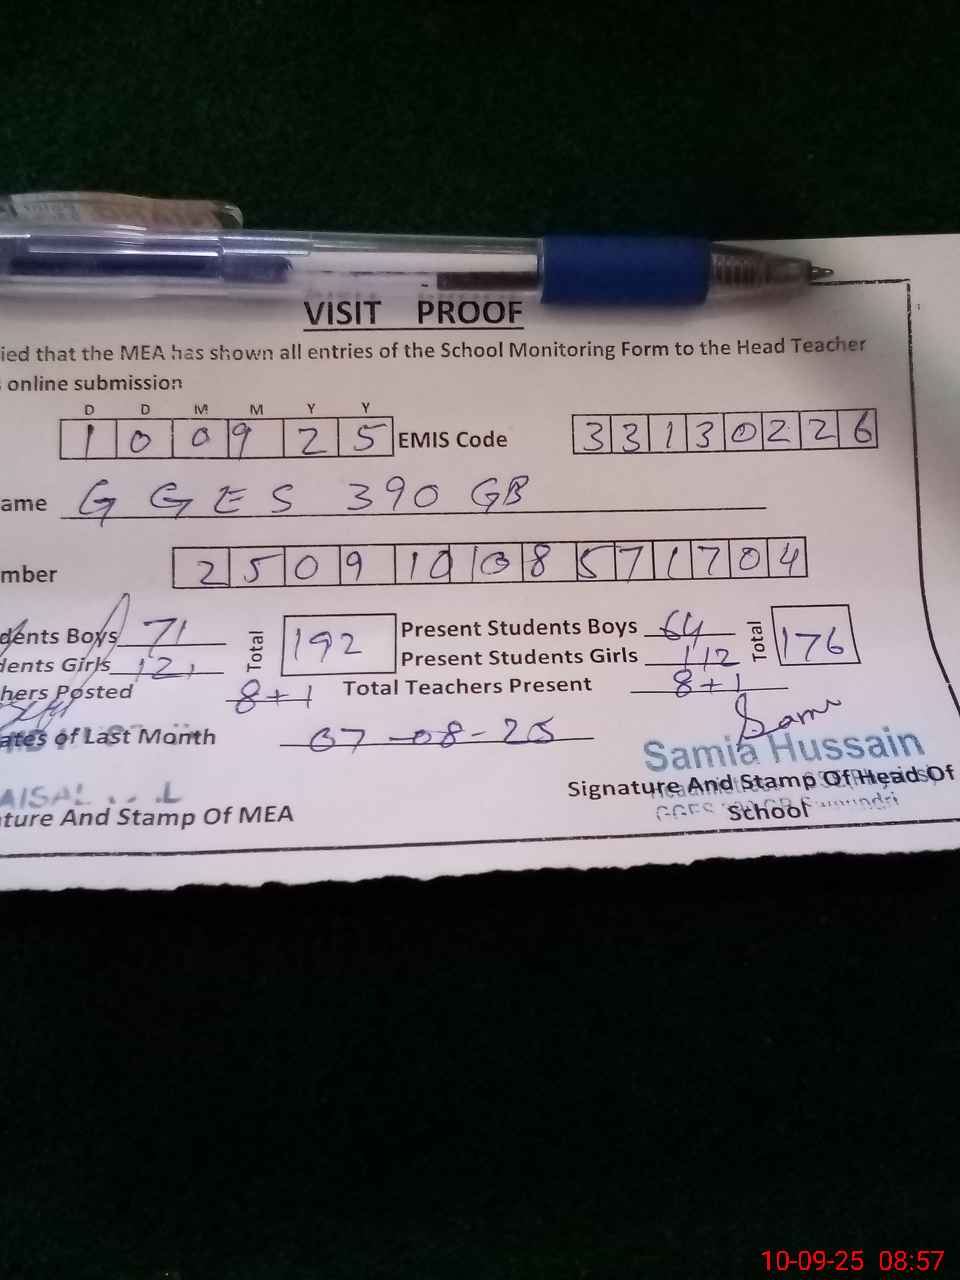 VISIT PROOF
ied that the MEA has shown all entries of the School Monitoring Form to the Head Teacher
online submission
D D M M Y Y
1 0 0 9 2 5 EMIS Code 3 3 1 3 0 2 2 6
ame G GES 390 GB
mber 2 5 0 9 10 10 8 5 7 1 7 0 4
dents Boys 71 Total 192 Present Students Boys 64 Total 176
dents Girls 121 Present Students Girls 112
hers Posted 8+1 Total Teachers Present 8+1
ates of Last Month 07-08-25
Sami
Samia Hussain
Signature And Stamp Of Head Of
School
AISAL
ture And Stamp Of MEA
10-09-25 08:57